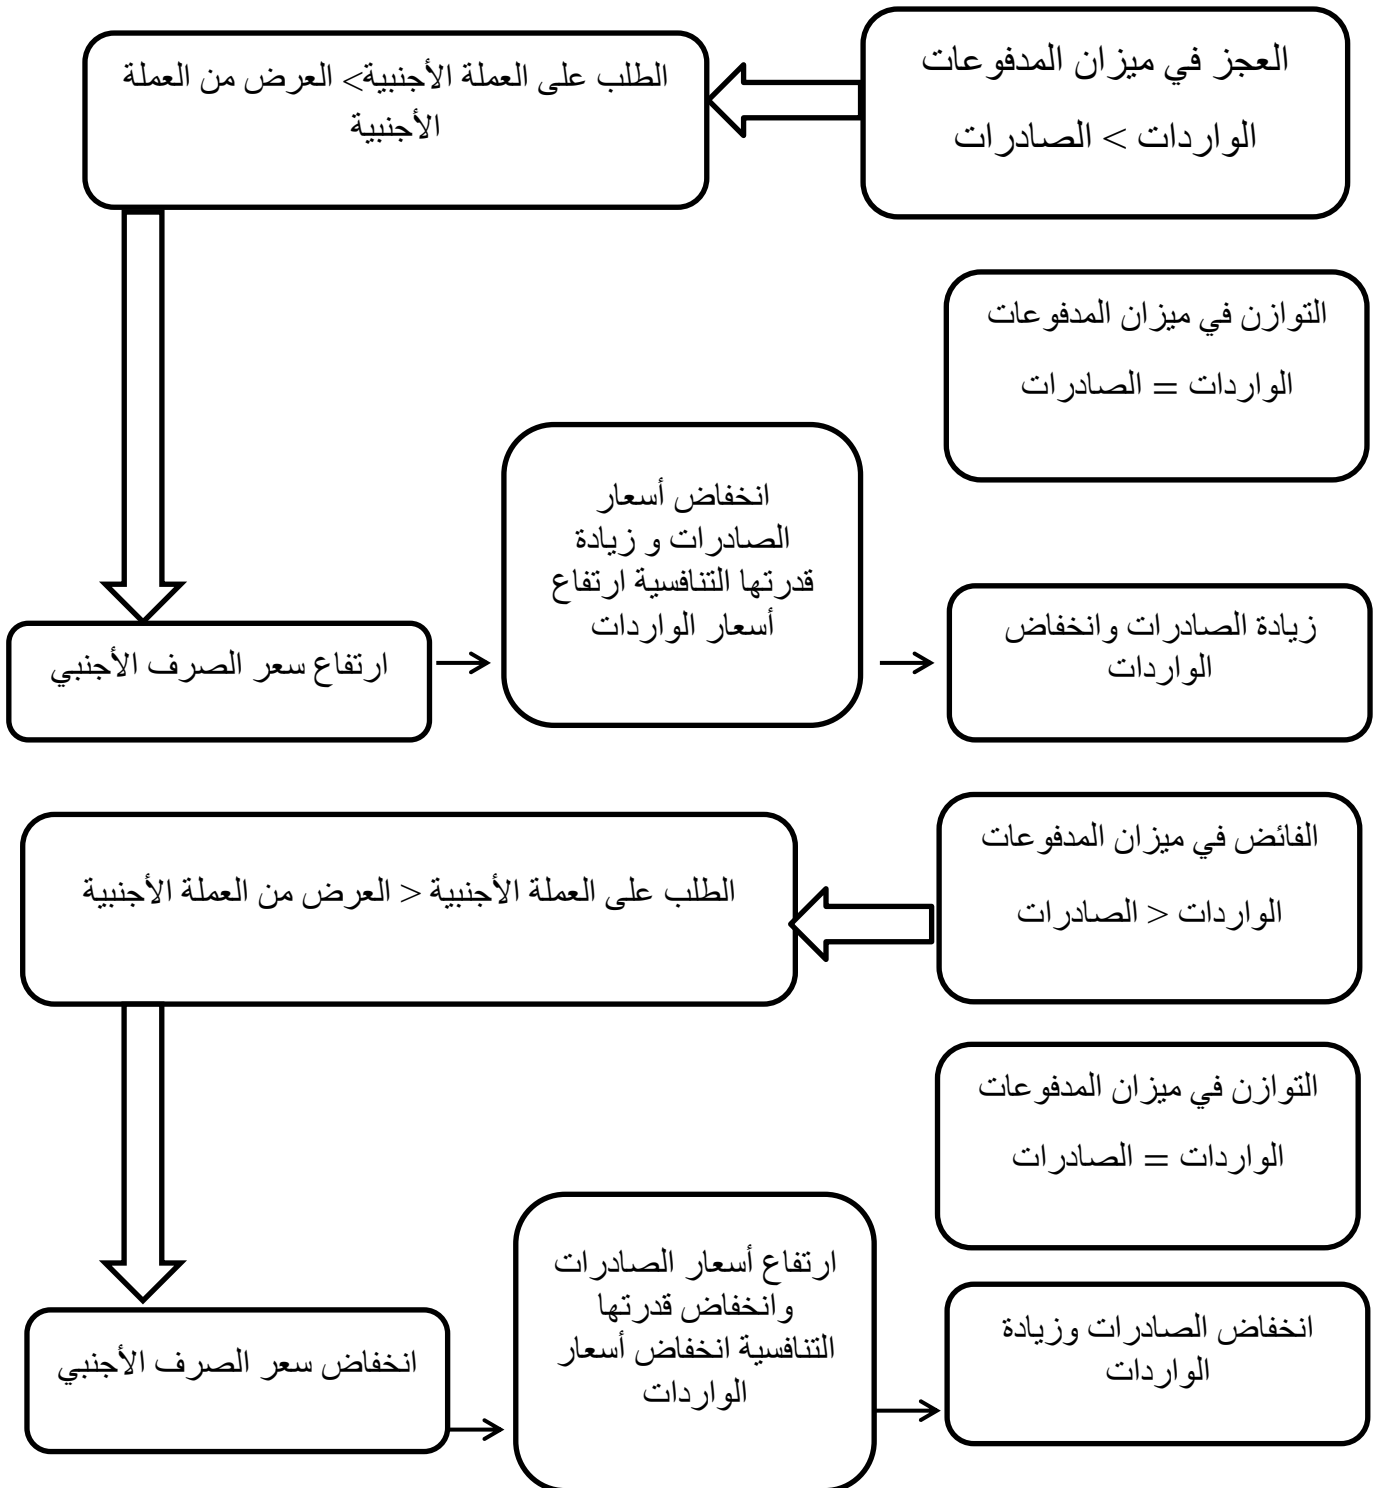 العجز في ميزان المدفوعات
الواردات > الصادرات
الطلب على العملة الأجنبية> العرض من العملة
الأجنبية
التوازن في ميزان المدفوعات
الواردات = الصادرات
ارتفاع سعر الصرف الأجنبي
انخفاض أسعار
الصادرات و زيادة
قدرتها التنافسية ارتفاع
أسعار الواردات
زيادة الصادرات وانخفاض
الواردات
الفائض في ميزان المدفوعات
الواردات < الصادرات
الطلب على العملة الأجنبية < العرض من العملة الأجنبية
التوازن في ميزان المدفوعات
الواردات = الصادرات
انخفاض سعر الصرف الأجنبي
ارتفاع أسعار الصادرات
وانخفاض قدرتها
التنافسية انخفاض أسعار
الواردات
انخفاض الصادرات وزيادة
الواردات